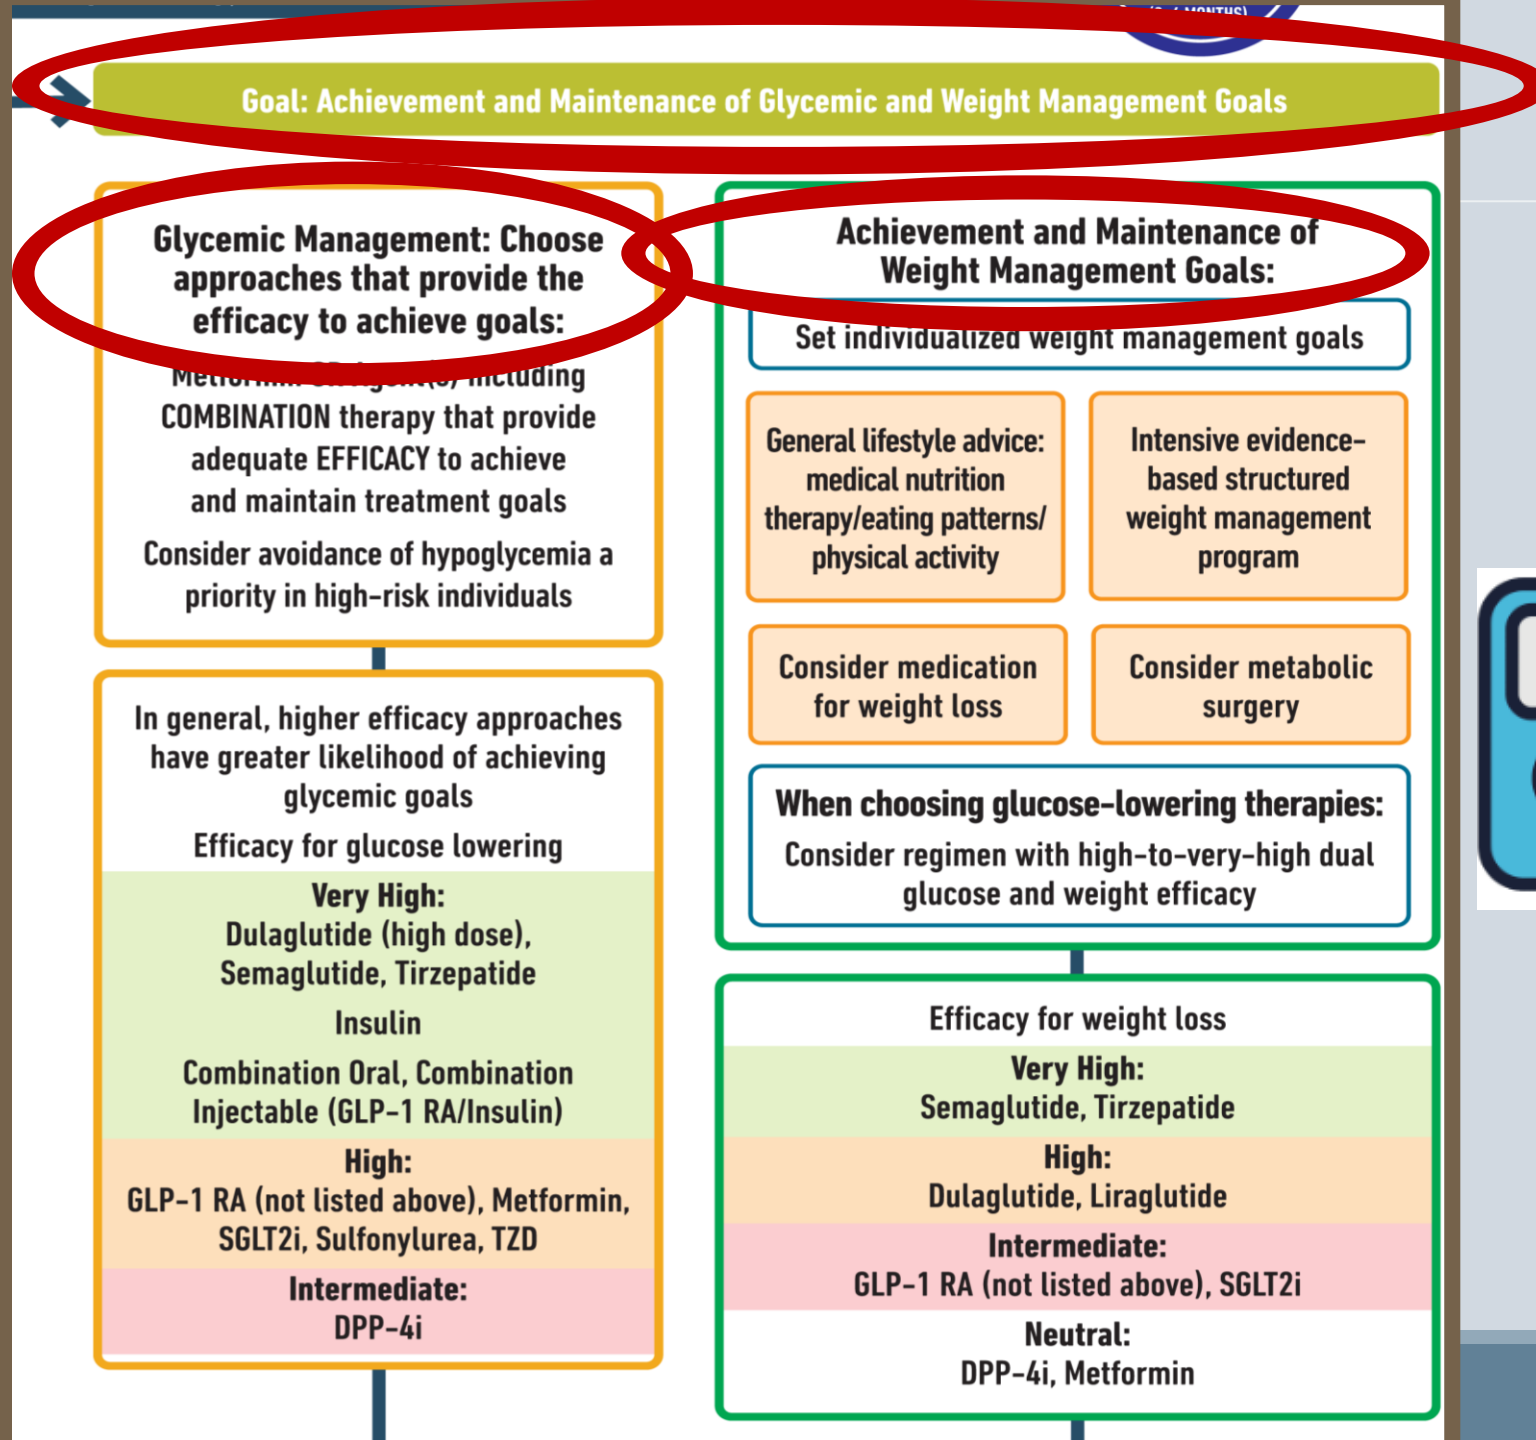 MONTHS)
Goal: Achievement and Maintenance of Glycemic and Weight Management Goals
Glycemic Management: Choose
approaches that provide the
efficacy to achieve goals:
including
COMBINATION therapy that provide
adequate EFFICACY to achieve
and maintain treatment goals
Consider avoidance of hypoglycemia a
priority in high-risk individuals
In general, higher efficacy approaches
have greater likelihood of achieving
glycemic goals
Efficacy for glucose lowering
Very High:
Dulaglutide (high dose),
Semaglutide, Tirzepatide
Insulin
Combination Oral, Combination
Injectable (GLP-1 RA/Insulin)
High:
GLP-1 RA (not listed above), Metformin,
SGLT2i, Sulfonylurea, TZD
Intermediate:
DPP-4i
Achievement and Maintenance of
Weight Management Goals:
Set individualized weight management goals
General lifestyle advice:
medical nutrition
therapy/eating patterns/
physical activity
Intensive evidence-
based structured
weight management
program
Consider medication
for weight loss
Consider metabolic
surgery
When choosing glucose-lowering therapies:
Consider regimen with high-to-very-high dual
glucose and weight efficacy
Efficacy for weight loss
Very High:
Semaglutide, Tirzepatide
High:
Dulaglutide, Liraglutide
Intermediate:
GLP-1 RA (not listed above), SGLT2i
Neutral:
DPP-4i, Metformin